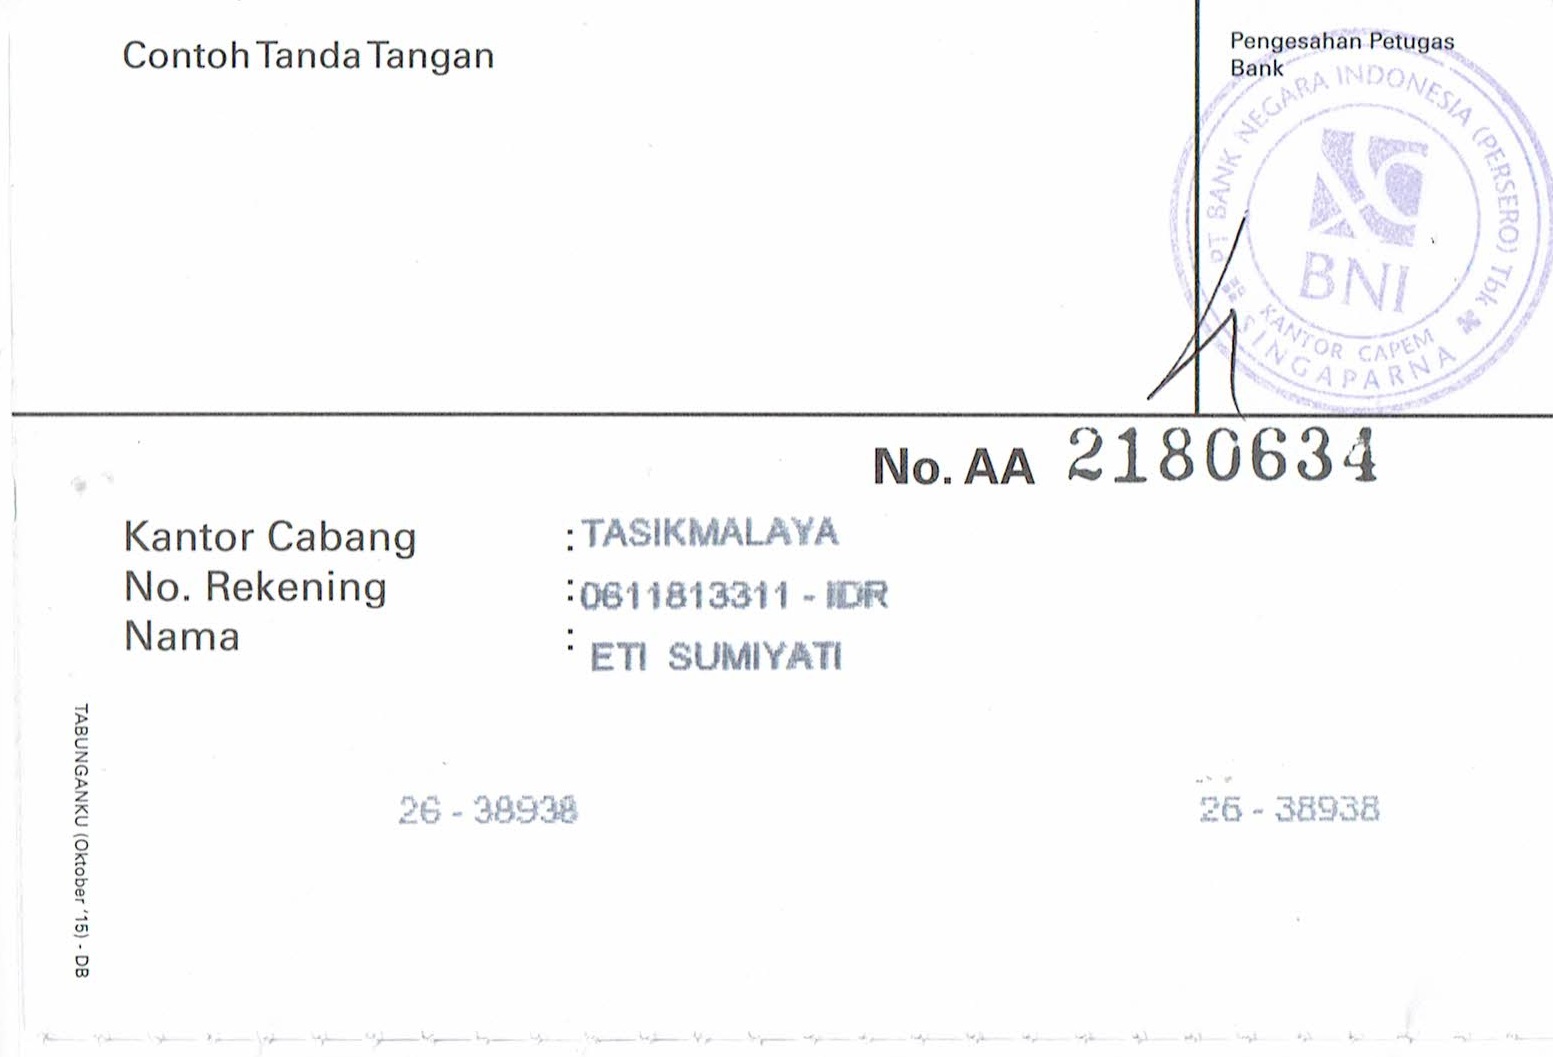 Contoh Tanda Tangan
Pengesahan Petugas
Bank
PT BANK NEGARA INDONESIA (PERSERO) Tbk
BNI
KANTOR CAPEM
SINGAPARNA
No. AA 2180634
Kantor Cabang : TASIKMALAYA
No. Rekening : 0611813311 - IDR
Nama : ETI SUMIYATI
26 - 38938 26 - 38938
TABUNGANKU (Oktober '15) - DB